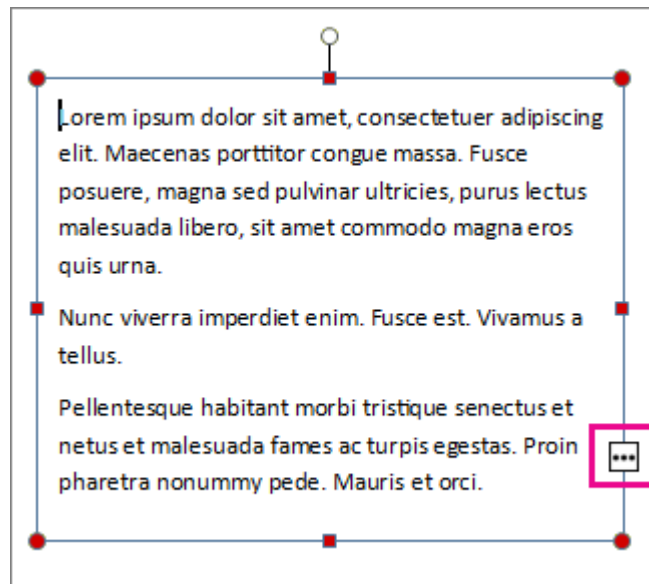 Lorem ipsum dolor sit amet, consectetuer adipiscing
elit. Maecenas porttitor congue massa. Fusce
posuere, magna sed pulvinar ultricies, purus lectus
malesuada libero, sit amet commodo magna eros
quis urna.
Nunc viverra imperdiet enim. Fusce est. Vivamus a
tellus.
Pellentesque habitant morbi tristique senectus et
netus et malesuada fames ac turpis egestas. Proin
pharetra nonummy pede. Mauris et orci.